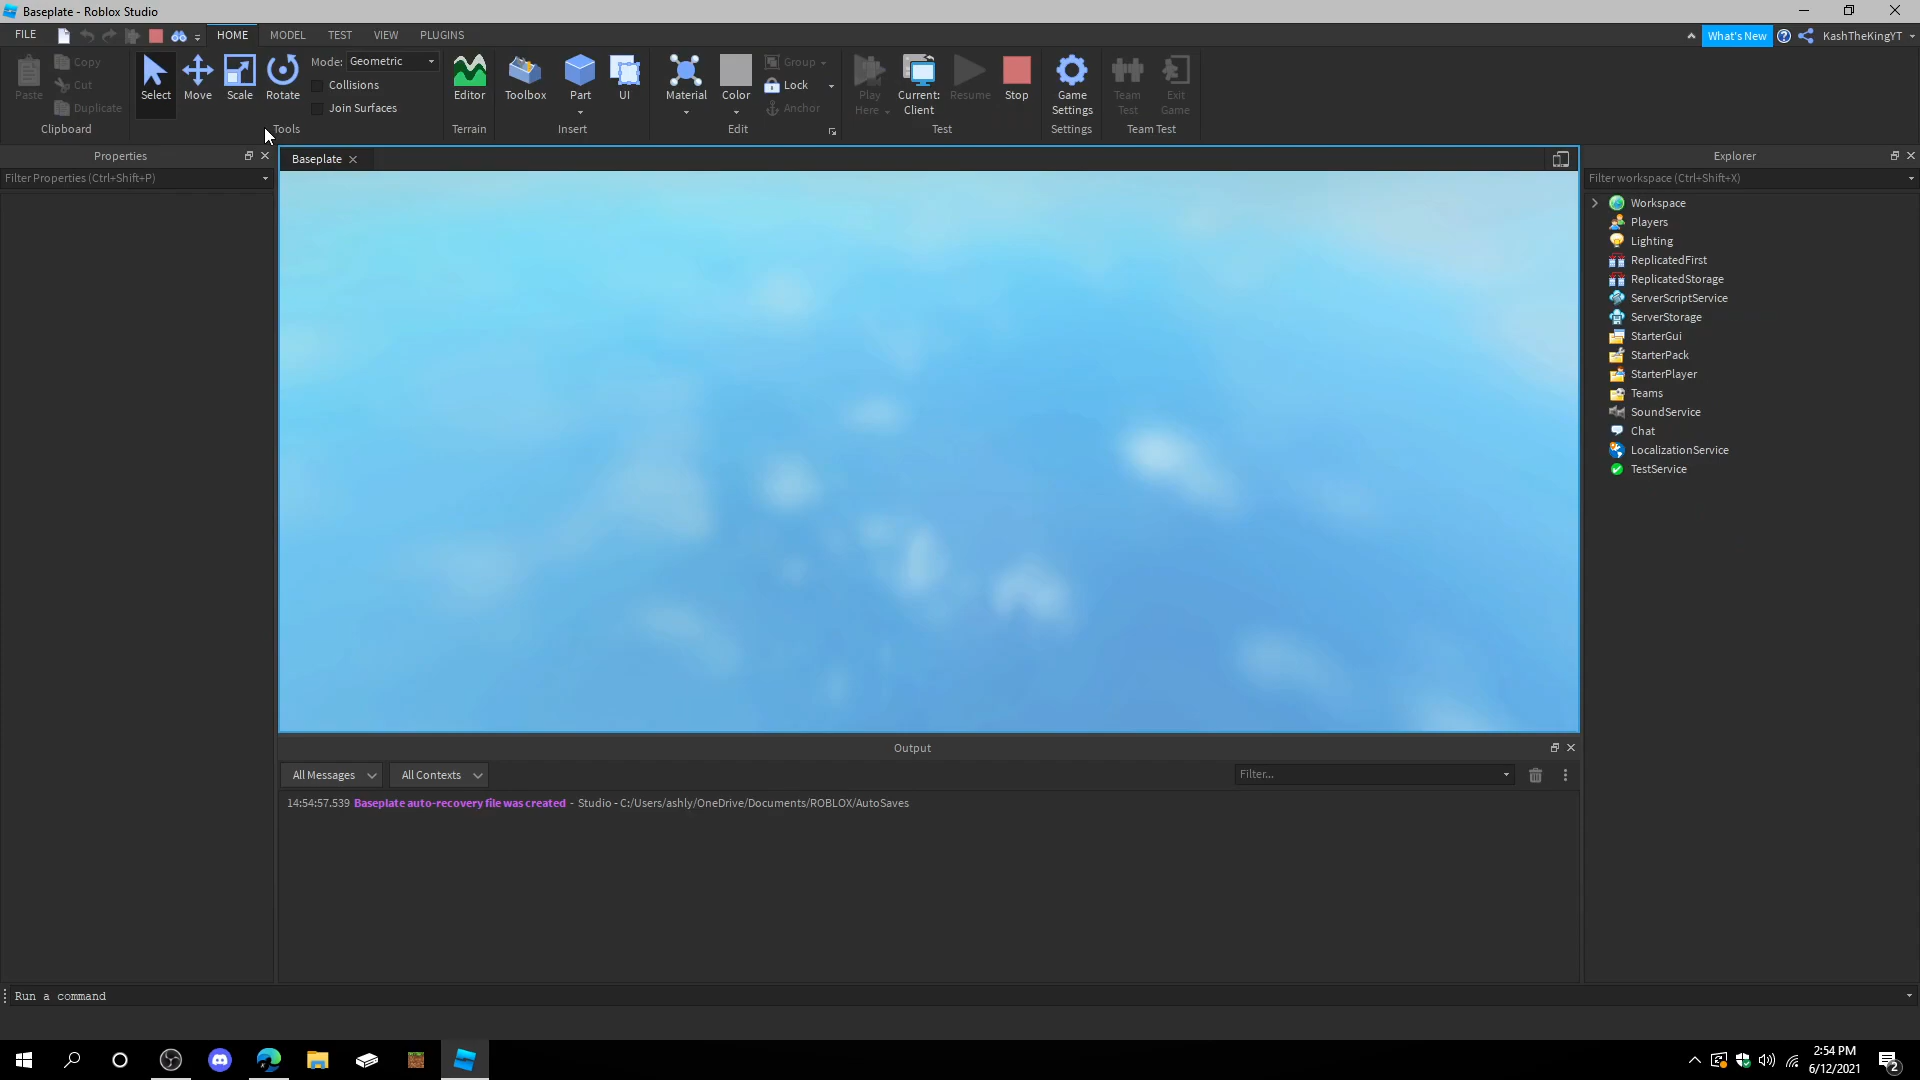 Baseplate - Roblox Studio
FILE HOME MODEL TEST VIEW PLUGINS What's New KashTheKingYT
Paste Copy Cut Duplicate
Select Move Scale Rotate
Mode: Geometric
Collisions
Join Surfaces
Editor Toolbox Part UI Material Color
Group
Lock
Anchor
Play Here Current: Client Resume Stop Game Settings Team Test Exit Game
Clipboard Tools Terrain Insert Edit Test Settings Team Test
Properties
Filter Properties (Ctrl+Shift+P)
Baseplate
Explorer
Filter workspace (Ctrl+Shift+X)
Workspace
Players
Lighting
ReplicatedFirst
ReplicatedStorage
ServerScriptService
ServerStorage
StarterGui
StarterPack
StarterPlayer
Teams
SoundService
Chat
LocalizationService
TestService
Output
All Messages All Contexts Filter...
14:54:57.539 Baseplate auto-recovery file was created - Studio - C:/Users/ashly/OneDrive/Documents/ROBLOX/AutoSaves
Run a command
2:54 PM
6/12/2021
2